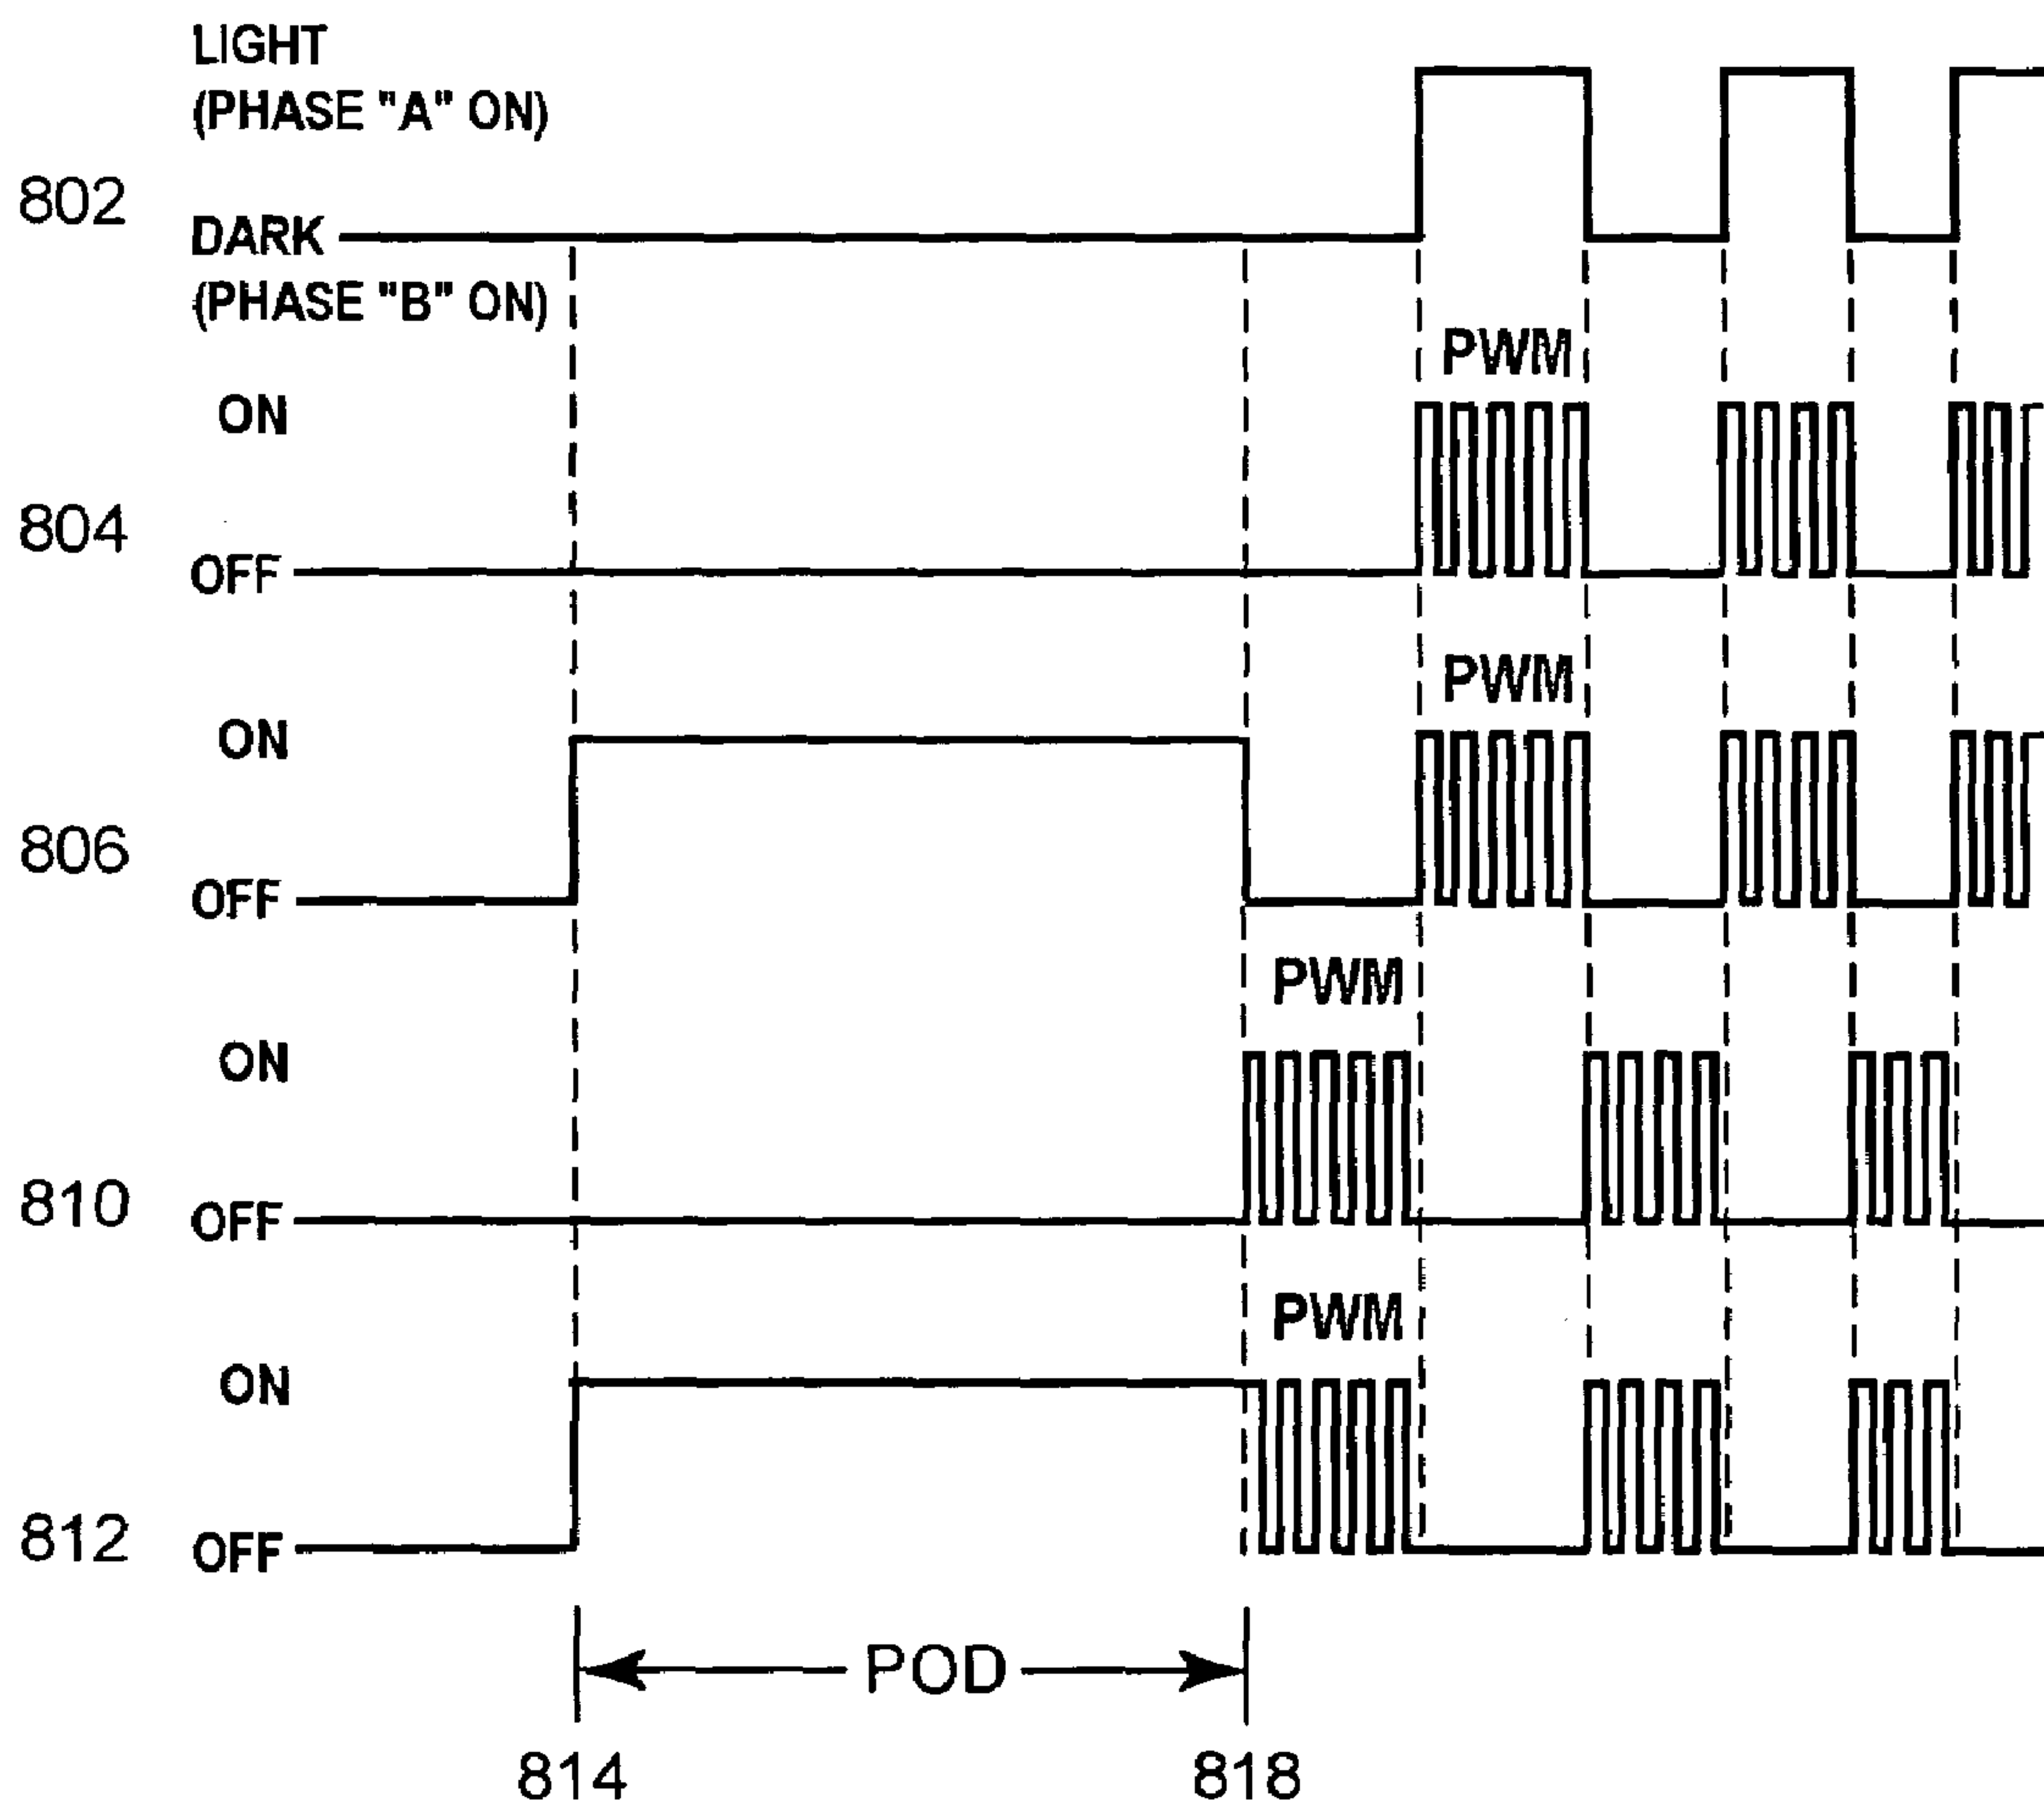 LIGHT
(PHASE "A" ON)
802
DARK
(PHASE "B" ON)
PWM
ON
804
OFF
PWM
ON
806
OFF
PWM
ON
810
OFF
PWM
ON
812
OFF
POD
814
818